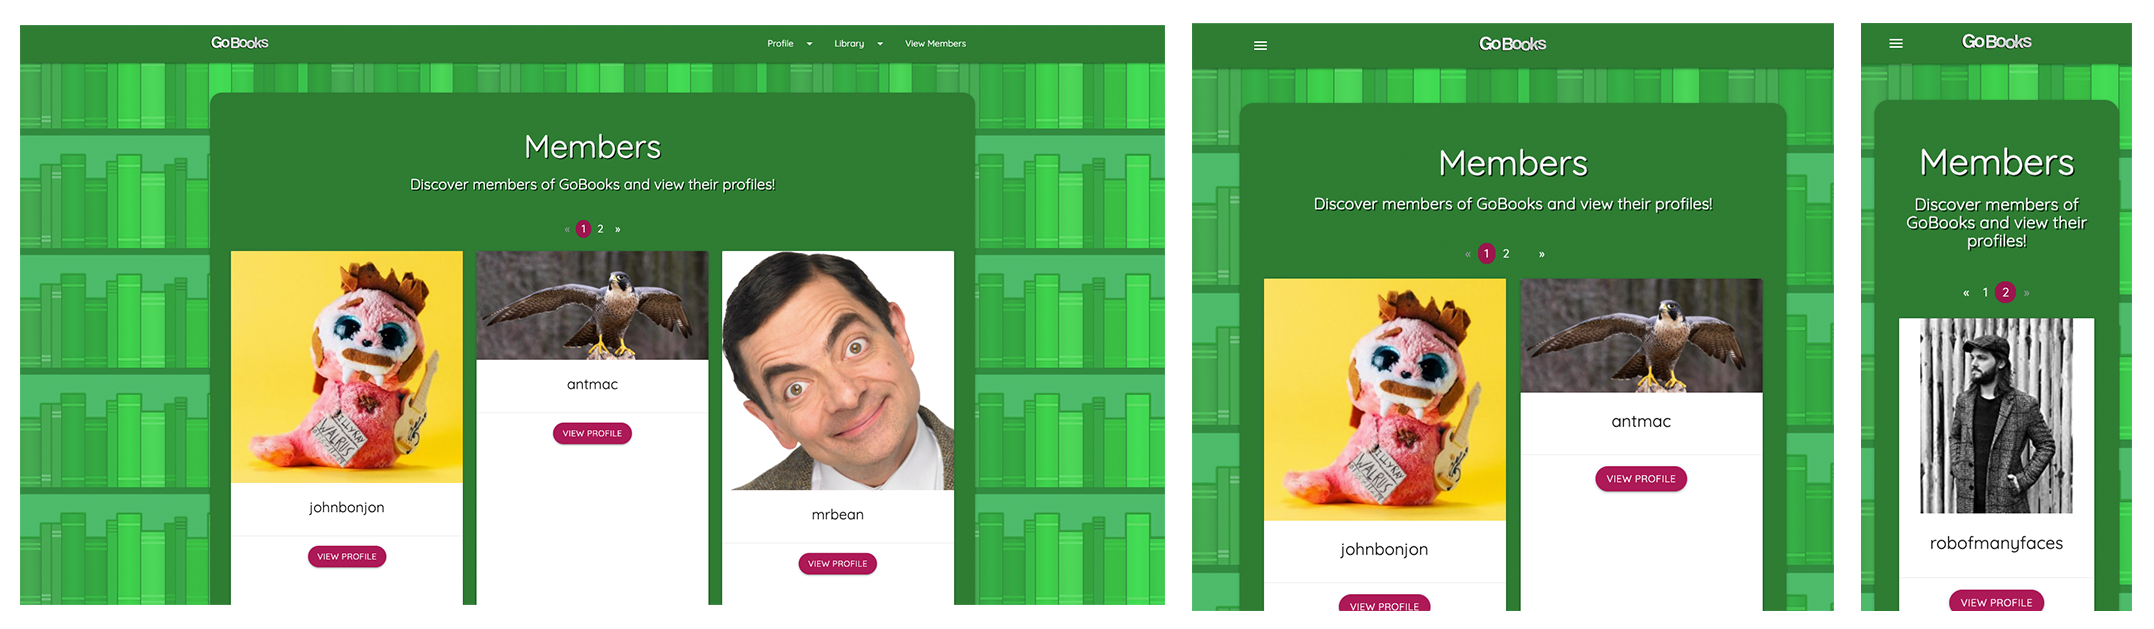 GoBooks
Profile
Library
View Members
Members
Discover members of GoBooks and view their profiles!
« 1 2 »
johnbonjon
VIEW PROFILE
antmac
VIEW PROFILE
mrbean
VIEW PROFILE
GoBooks
Members
Discover members of GoBooks and view their profiles!
« 1 2 »
johnbonjon
VIEW PROFILE
antmac
VIEW PROFILE
GoBooks
Members
Discover members of
GoBooks and view their
profiles!
« 1 2 »
robofmanyfaces
VIEW PROFILE